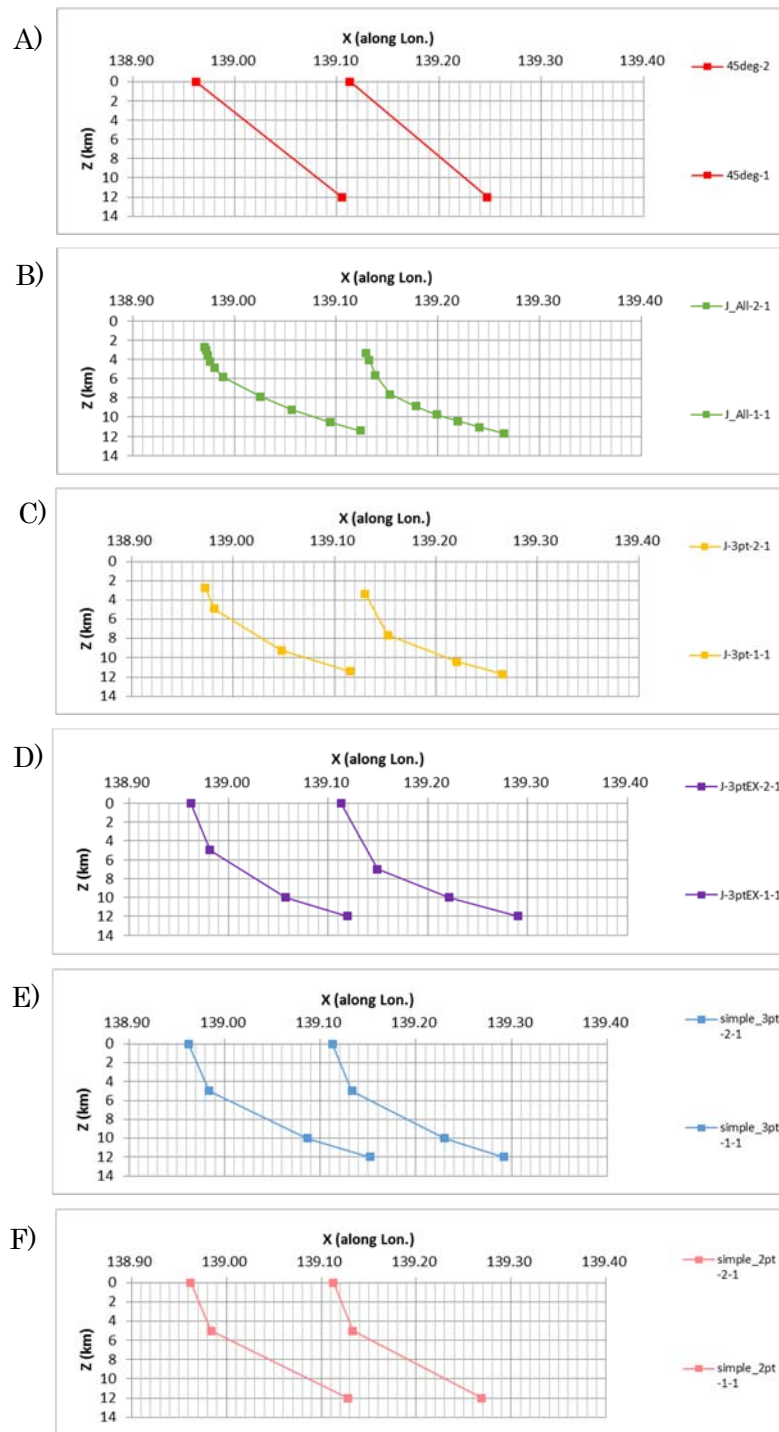 A)
X (along Lon.)
138.90 139.00 139.10 139.20 139.30 139.40
0
2
4
6
8
10
12
14
Z (km)
45deg-2
45deg-1
B)
X (along Lon.)
138.90 139.00 139.10 139.20 139.30 139.40
0
2
4
6
8
10
12
14
Z (km)
J_All-2-1
J_All-1-1
C)
X (along Lon.)
138.90 139.00 139.10 139.20 139.30 139.40
0
2
4
6
8
10
12
14
Z (km)
J-3pt-2-1
J-3pt-1-1
D)
X (along Lon.)
138.90 139.00 139.10 139.20 139.30 139.40
0
2
4
6
8
10
12
14
Z (km)
J-3ptEX-2-1
J-3ptEX-1-1
E)
X (along Lon.)
138.90 139.00 139.10 139.20 139.30 139.40
0
2
4
6
8
10
12
14
Z (km)
simple_3pt
-2-1
simple_3pt
-1-1
F)
X (along Lon.)
138.90 139.00 139.10 139.20 139.30 139.40
0
2
4
6
8
10
12
14
Z (km)
simple_2pt
-2-1
simple_2pt
-1-1